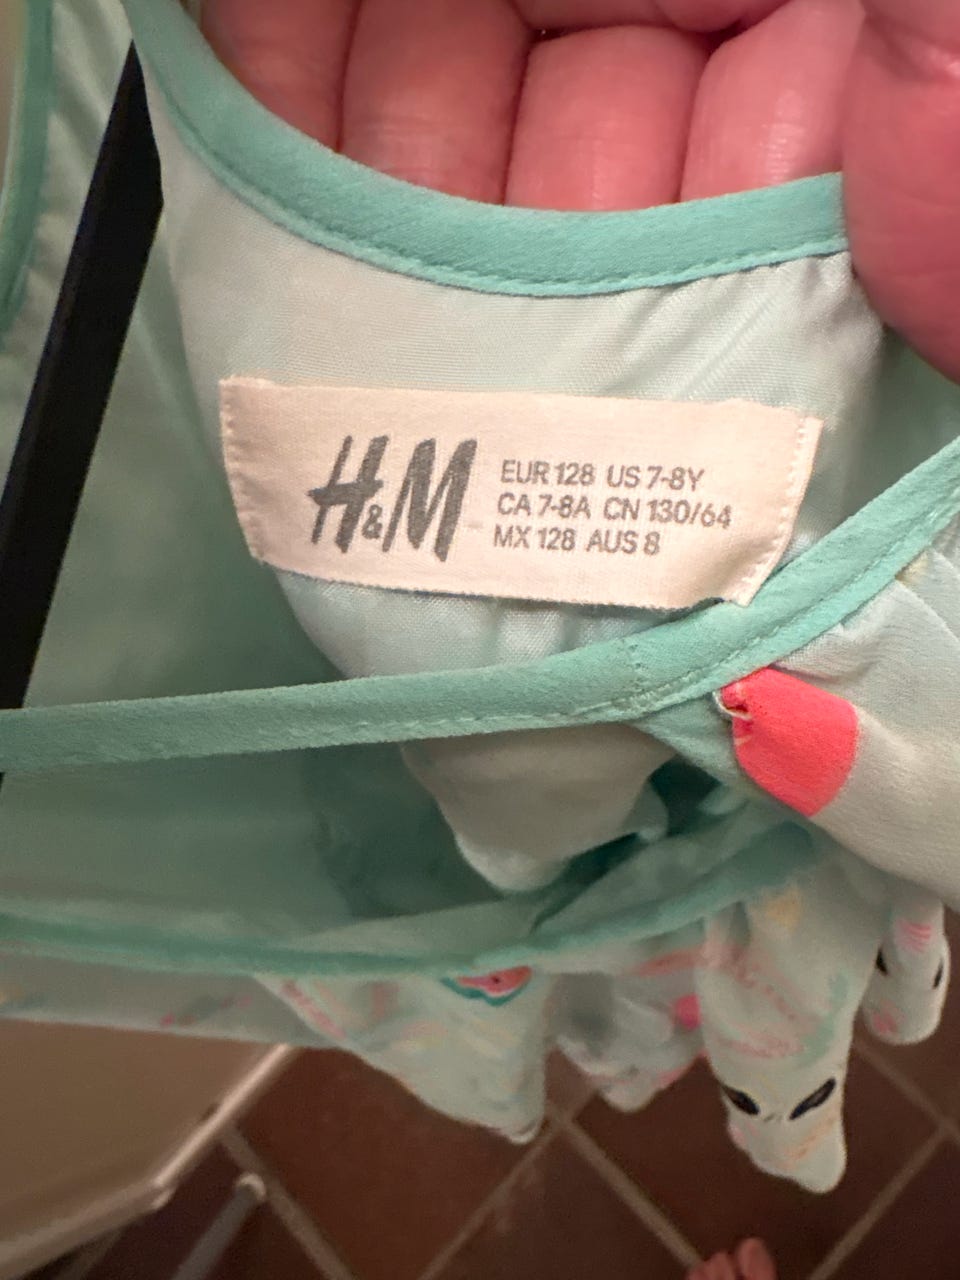 H&M
EUR 128 US 7-8Y
CA 7-8A CN 130/64
MX 128 AUS 8